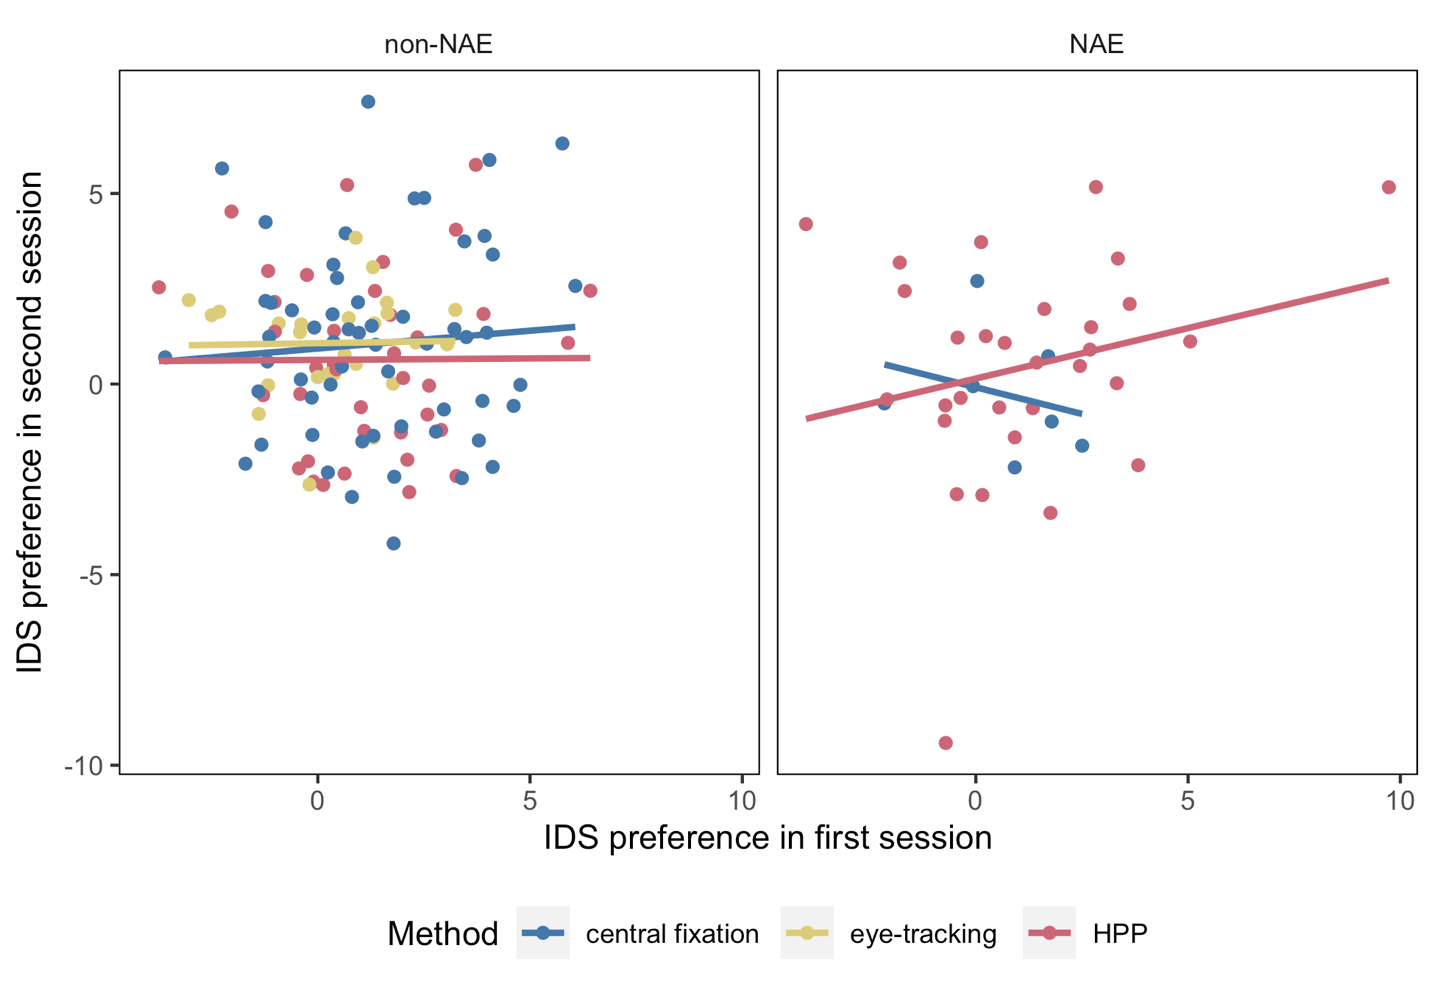 non-NAE
NAE
IDS preference in second session
5
0
-5
-10
0
5
10
0
5
10
IDS preference in first session
Method
central fixation
eye-tracking
HPP